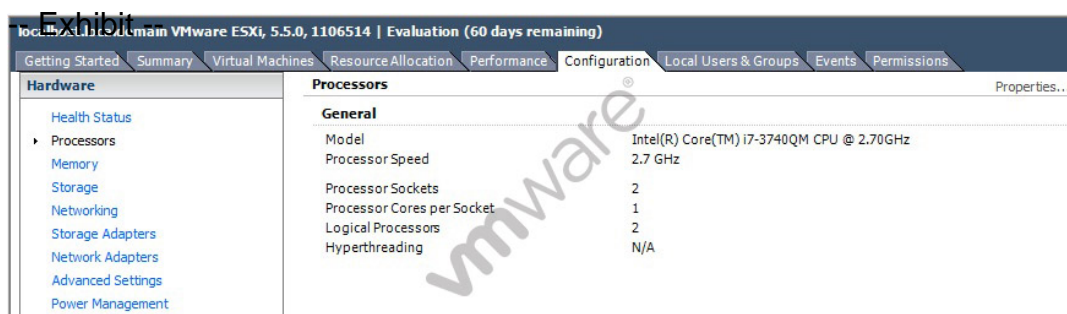 -- Exhibit --
localhost.localdomain VMware ESXi, 5.5.0, 1106514 | Evaluation (60 days remaining)
Getting Started Summary Virtual Machines Resource Allocation Performance Configuration Local Users & Groups Events Permissions
Hardware
Health Status
Processors
Memory
Storage
Networking
Storage Adapters
Network Adapters
Advanced Settings
Power Management
Processors Properties...
General
Model Intel(R) Core(TM) i7-3740QM CPU @ 2.70GHz
Processor Speed 2.7 GHz
Processor Sockets 2
Processor Cores per Socket 1
Logical Processors 2
Hyperthreading N/A
vmware®